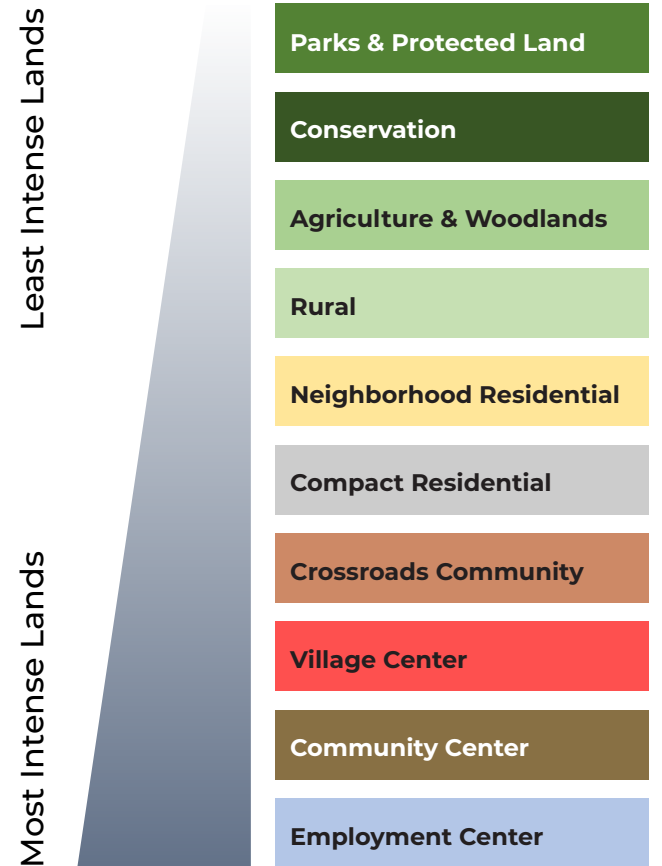 Least Intense Lands
Most Intense Lands
Parks & Protected Land
Conservation
Agriculture & Woodlands
Rural
Neighborhood Residential
Compact Residential
Crossroads Community
Village Center
Community Center
Employment Center